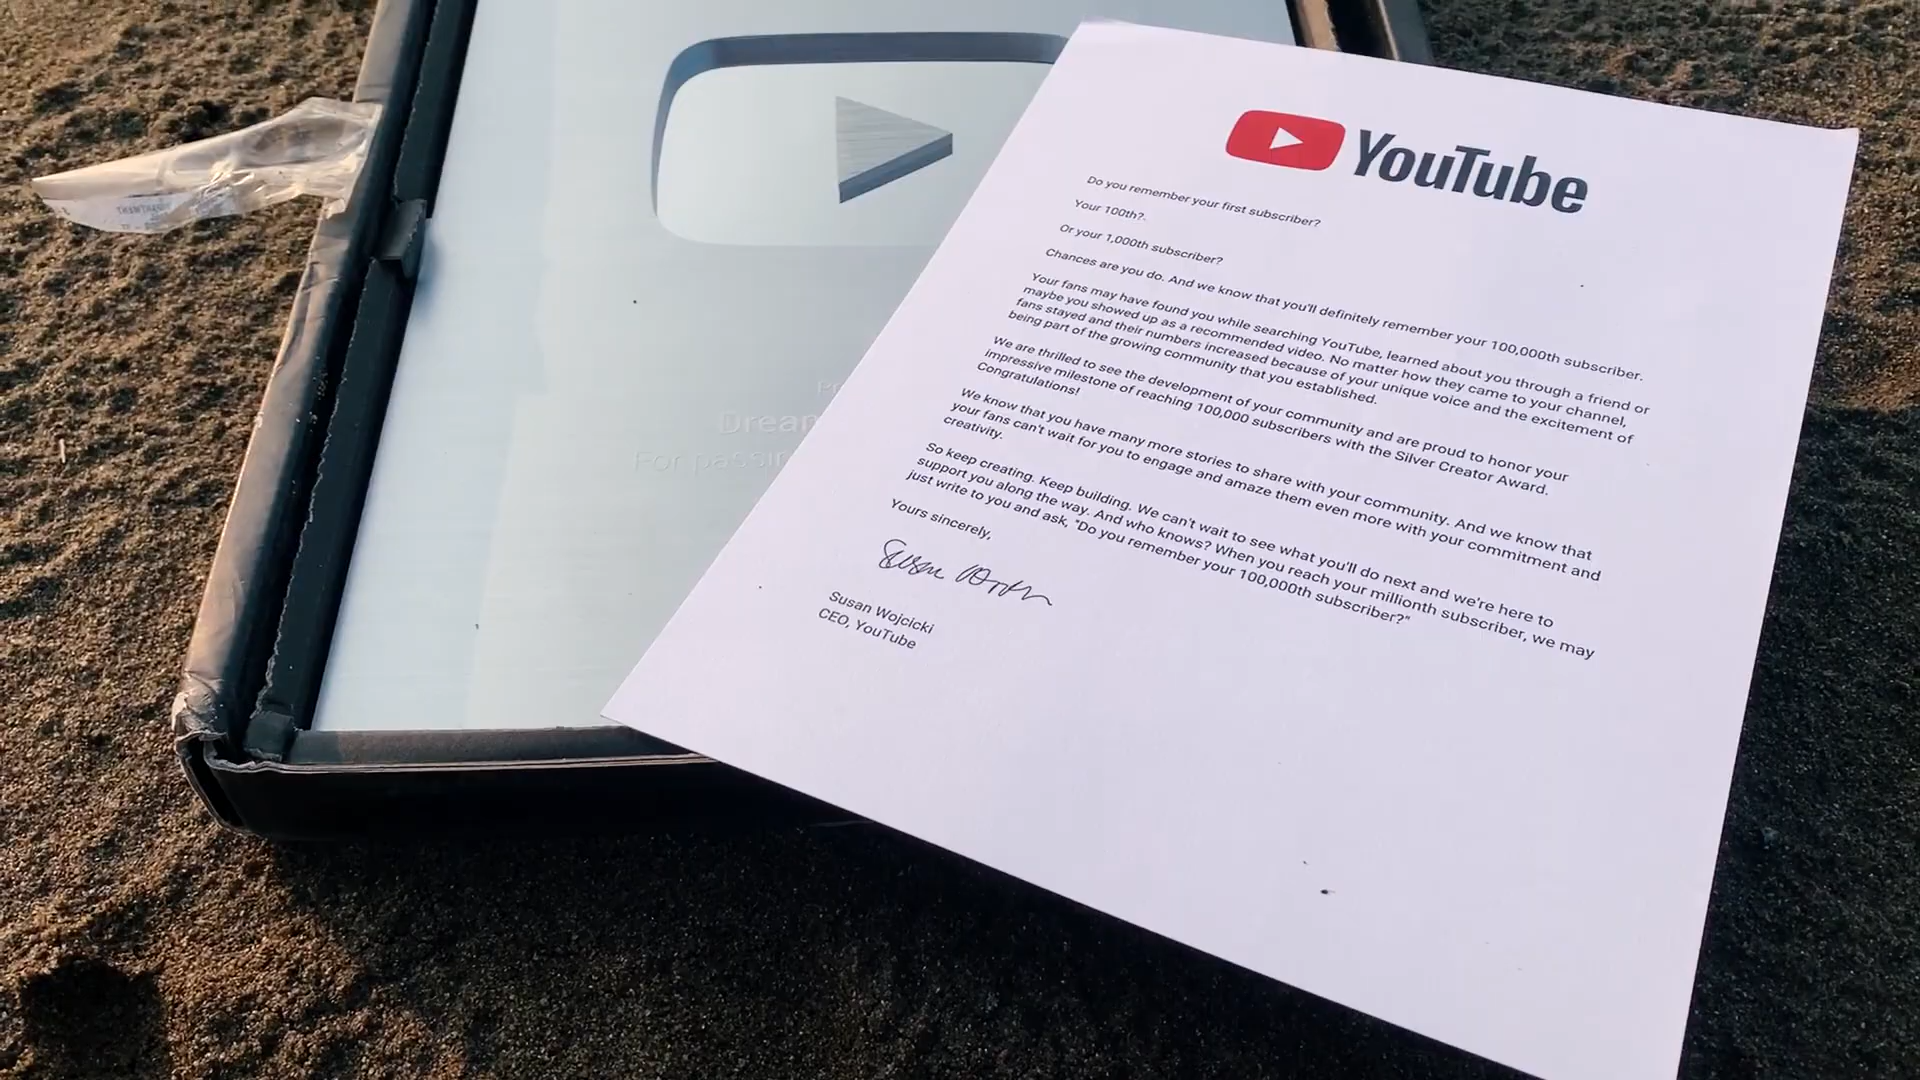 YouTube
Do you remember your first subscriber?
Your 100th?.
Or your 1,000th subscriber?
Chances are you do. And we know that you'll definitely remember your 100,000th subscriber.
Your fans may have found you while searching YouTube, learned about you through a friend or
maybe you showed up as a recommended video. No matter how they came to your channel,
fans stayed and their numbers increased because of your unique voice and the excitement of
being part of the growing community that you established.
We are thrilled to see the development of your community and are proud to honor your
impressive milestone of reaching 100,000 subscribers with the Silver Creator Award.
Congratulations!
We know that you have many more stories to share with your community. And we know that
your fans can't wait for you to engage and amaze them even more with your commitment and
creativity.
So keep creating. Keep building. We can't wait to see what you'll do next and we're here to
support you along the way. And who knows? When you reach your millionth subscriber, we may
just write to you and ask, "Do you remember your 100,000th subscriber?"
Yours sincerely,
Susan Wojcicki
CEO, YouTube
Dream
For passin